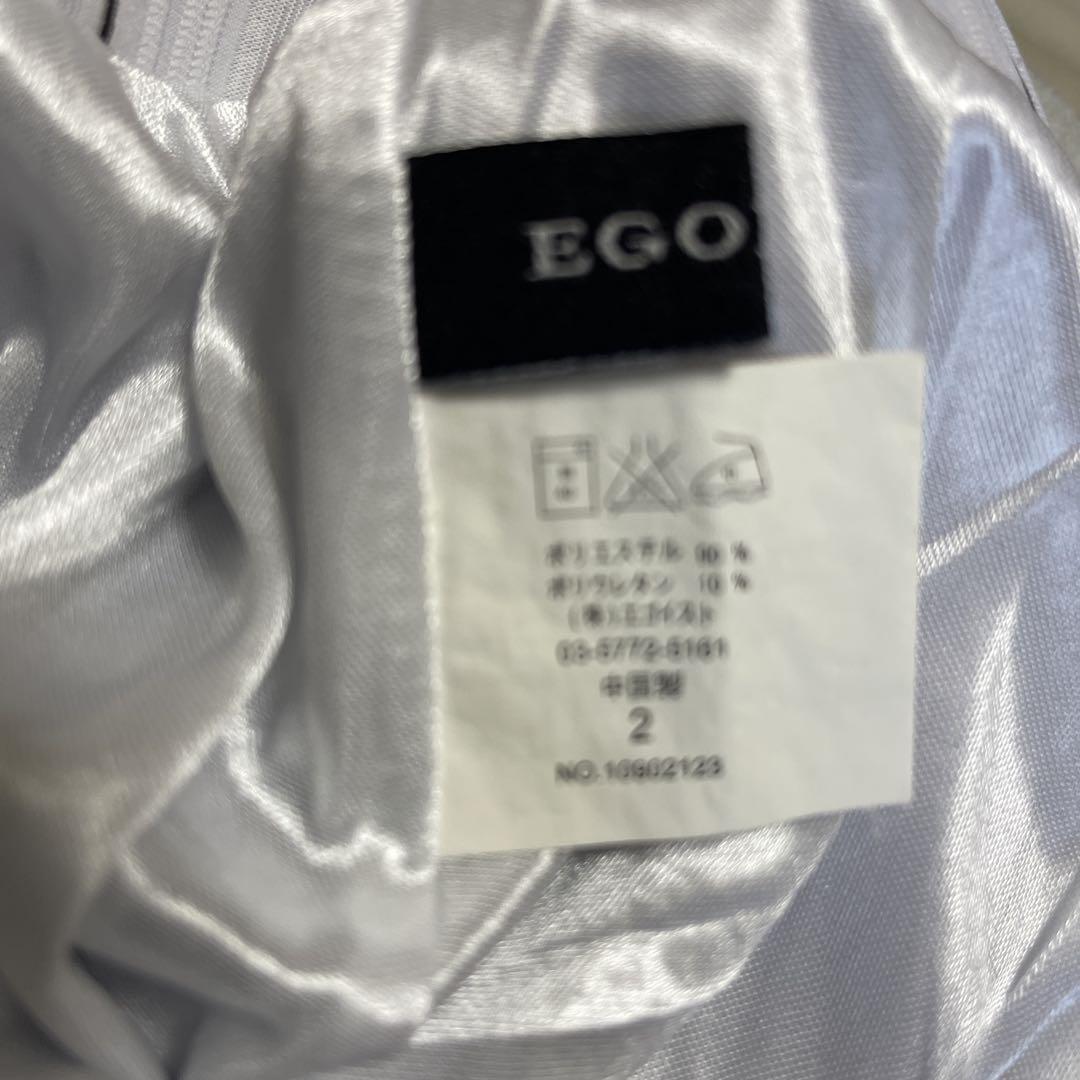 EGO
ポリエステル 90 %
ポリウレタン 10 %
(株)エゴイスト
03-5772-5161
中国製
2
NO.10902123